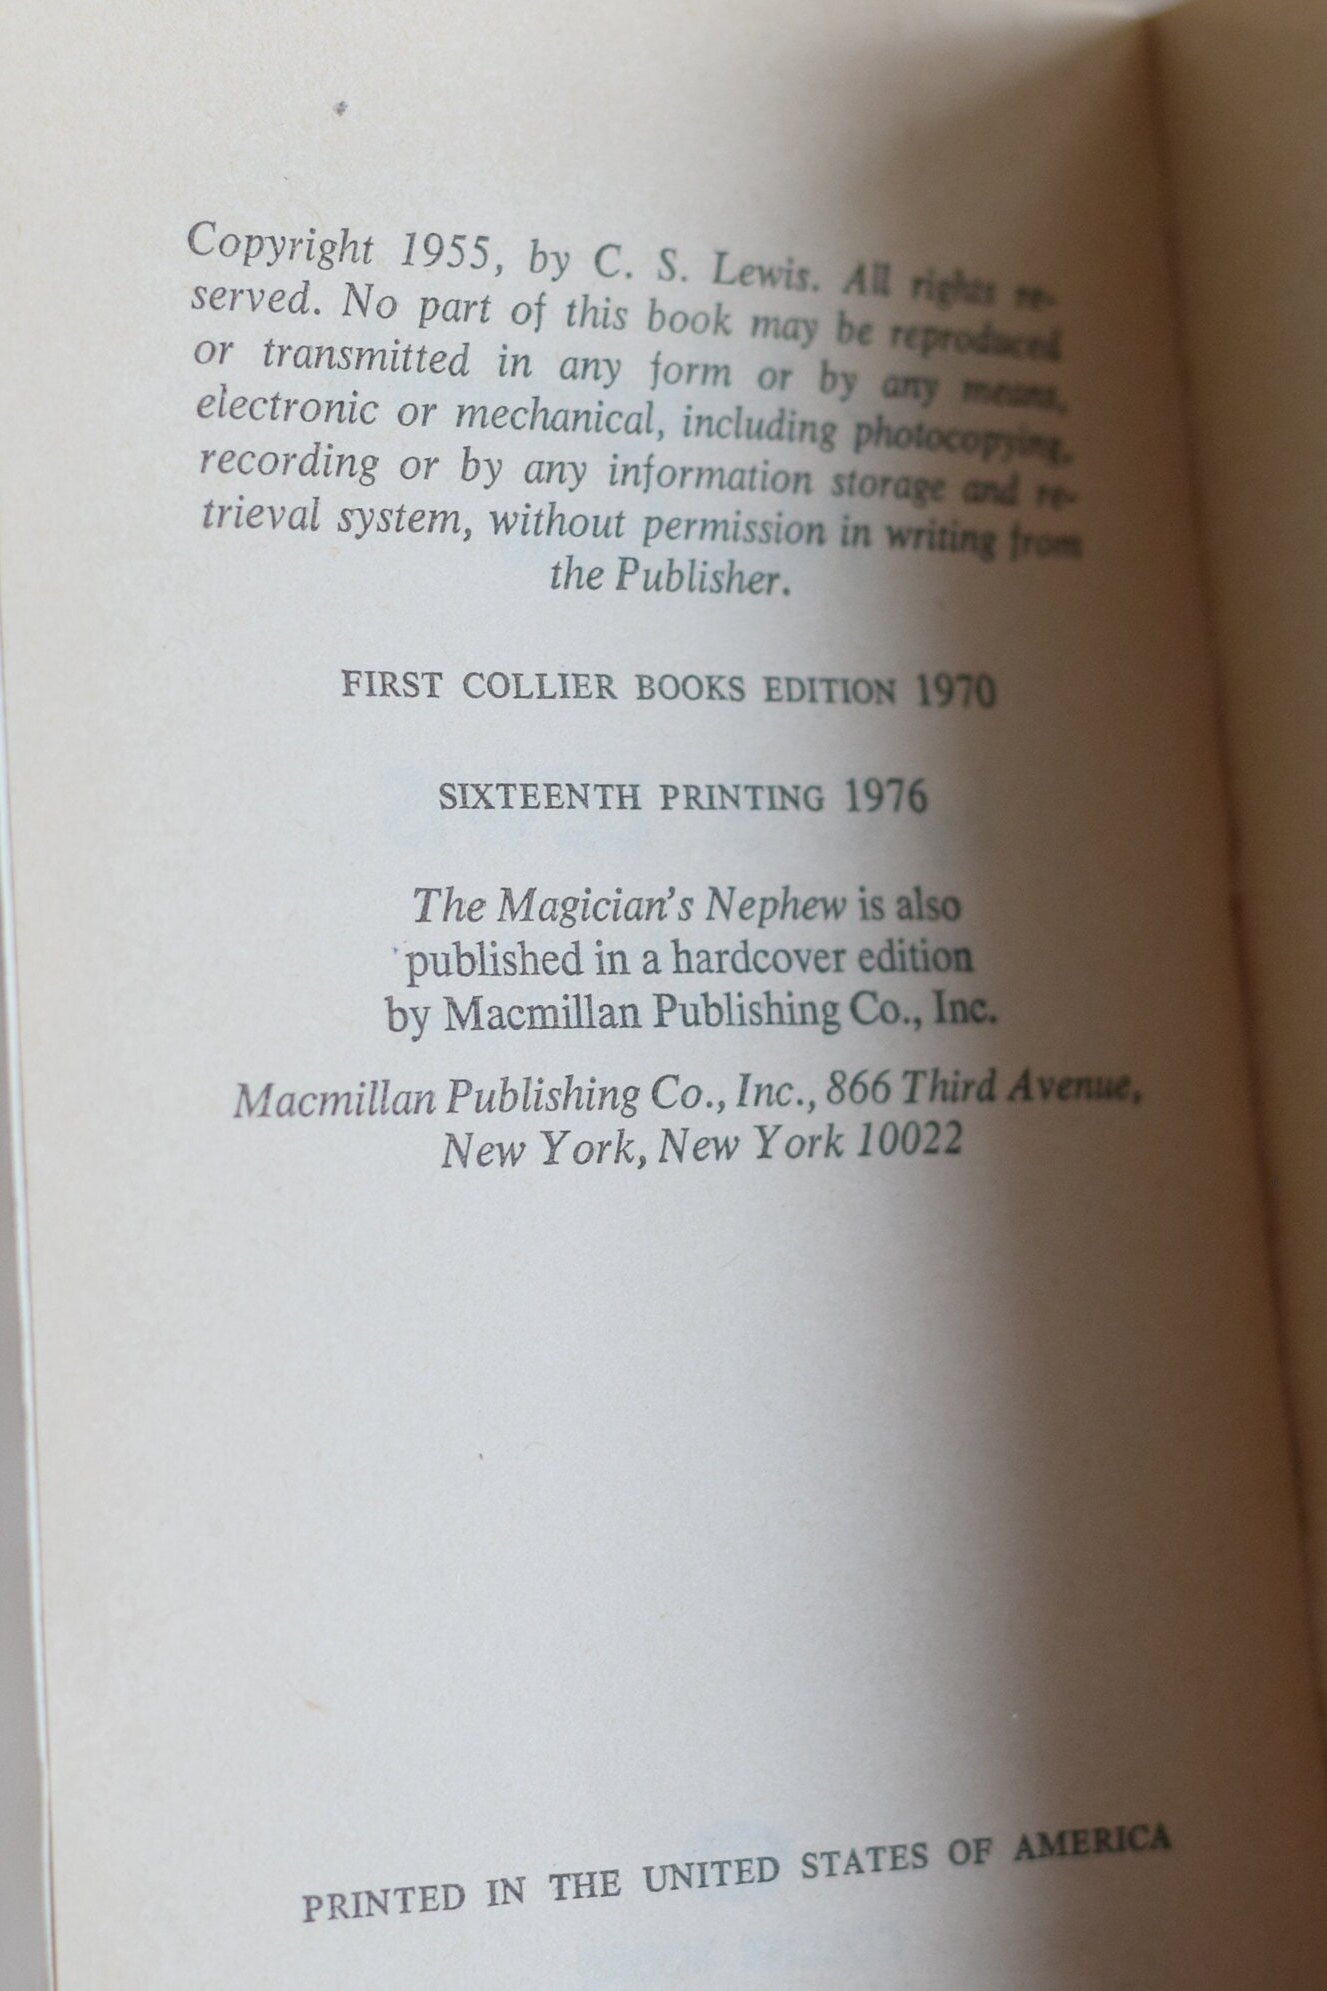 Copyright 1955, by C. S. Lewis. All rights re-
served. No part of this book may be reproduced
or transmitted in any form or by any means,
electronic or mechanical, including photocopying,
recording or by any information storage and re-
trieval system, without permission in writing from
the Publisher.
FIRST COLLIER BOOKS EDITION 1970
SIXTEENTH PRINTING 1976
The Magician's Nephew is also
published in a hardcover edition
by Macmillan Publishing Co., Inc.
Macmillan Publishing Co., Inc., 866 Third Avenue,
New York, New York 10022
PRINTED IN THE UNITED STATES OF AMERICA